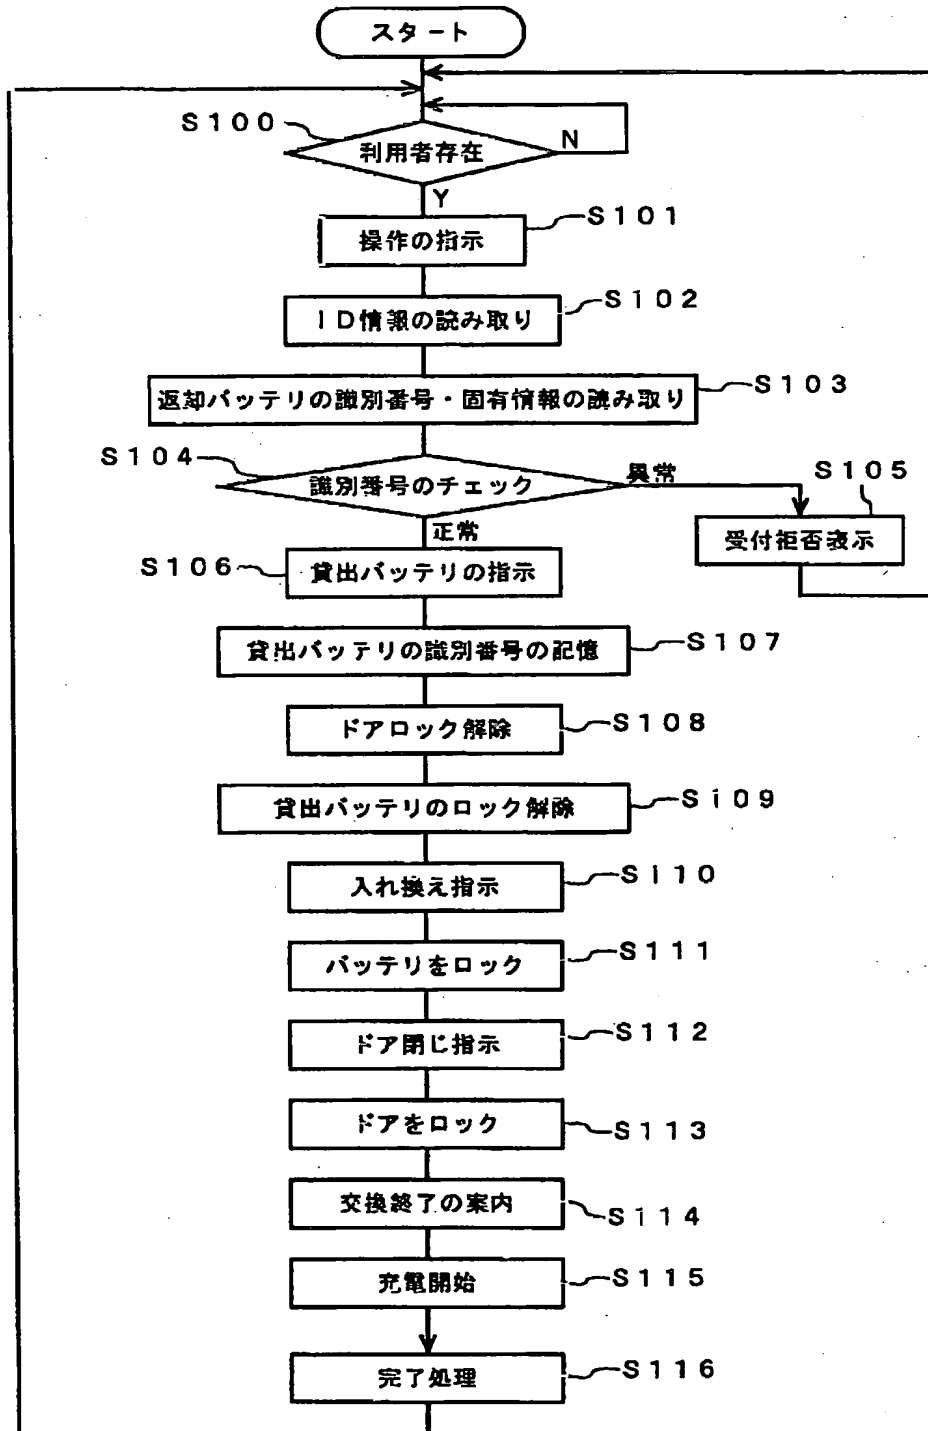 スタート
S100
利用者存在
N
Y
S101
操作の指示
S102
ID情報の読み取り
S103
返却バッテリの識別番号・固有情報の読み取り
S104
識別番号のチェック
異常
S105
正常
受付拒否表示
S106
貸出バッテリの指示
S107
貸出バッテリの識別番号の記憶
S108
ドアロック解除
S109
貸出バッテリのロック解除
S110
入れ換え指示
S111
バッテリをロック
S112
ドア閉じ指示
S113
ドアをロック
S114
交換終了の案内
S115
充電開始
S116
完了処理